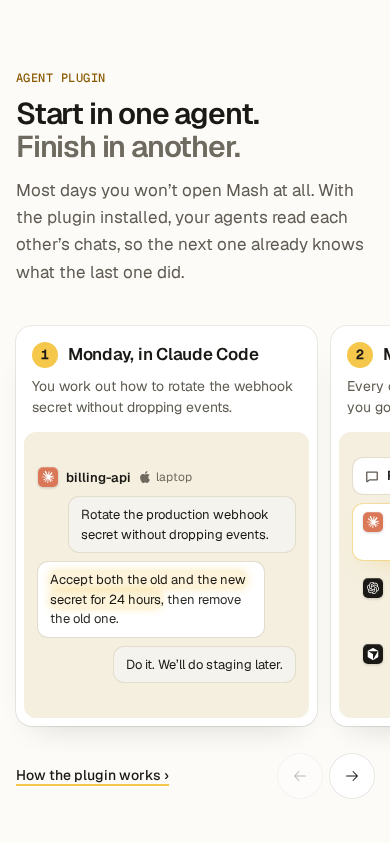 AGENT PLUGIN
Start in one agent.
Finish in another.
Most days you won’t open Mash at all. With
the plugin installed, your agents read each
other’s chats, so the next one already knows
what the last one did.
1 Monday, in Claude Code
You work out how to rotate the webhook
secret without dropping events.
billing-api laptop
Rotate the production webhook
secret without dropping events.
Accept both the old and the new
secret for 24 hours, then remove
the old one.
Do it. We’ll do staging later.
2
Every
you go
How the plugin works ›